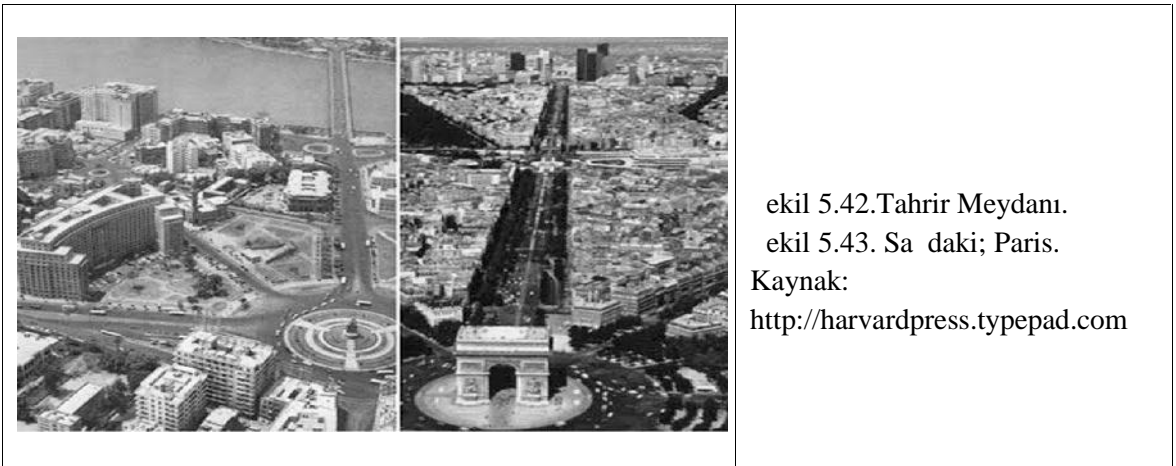 ekil 5.42.Tahrir Meydanı.
ekil 5.43. Sa daki; Paris.
Kaynak:
http://harvardpress.typepad.com